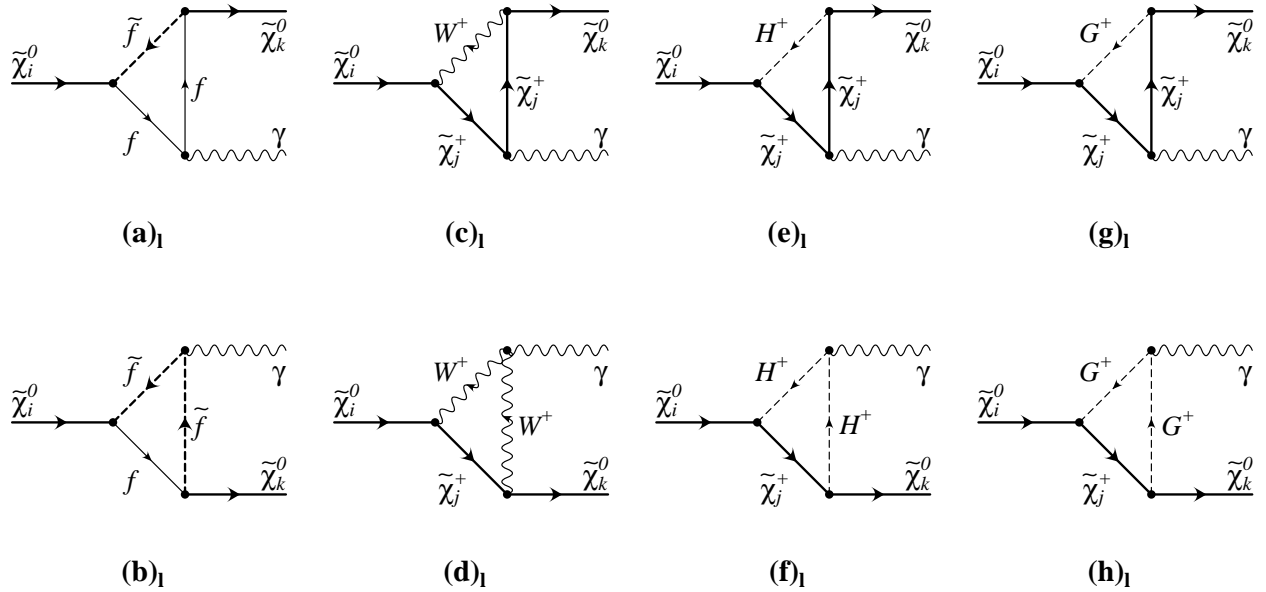 f̃ χ̃⁰ₖ χ̃⁰ᵢ f f γ
(a)ₗ
W⁺ χ̃⁰ₖ χ̃⁰ᵢ χ̃⁺ⱼ χ̃⁺ⱼ γ
(c)ₗ
H⁺ χ̃⁰ₖ χ̃⁰ᵢ χ̃⁺ⱼ χ̃⁺ⱼ γ
(e)ₗ
G⁺ χ̃⁰ₖ χ̃⁰ᵢ χ̃⁺ⱼ χ̃⁺ⱼ γ
(g)ₗ
f̃ γ χ̃⁰ᵢ f̃ f χ̃⁰ₖ
(b)ₗ
W⁺ γ χ̃⁰ᵢ W⁺ χ̃⁺ⱼ χ̃⁰ₖ
(d)ₗ
H⁺ γ χ̃⁰ᵢ H⁺ χ̃⁺ⱼ χ̃⁰ₖ
(f)ₗ
G⁺ γ χ̃⁰ᵢ G⁺ χ̃⁺ⱼ χ̃⁰ₖ
(h)ₗ